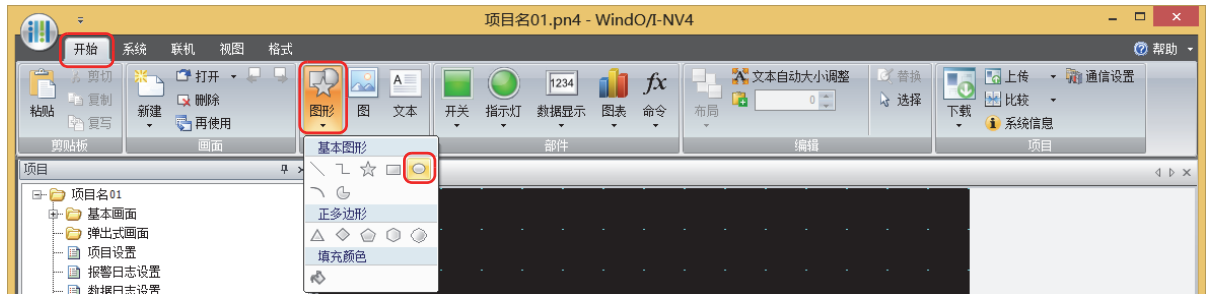 项目名01.pn4 - WindO/I-NV4
开始 系统 联机 视图 格式 帮助
粘贴 剪切 复制 复写 剪贴板
新建 打开 删除 再使用 画面
图形 图 文本
开关 指示灯 1234 数据显示 图表 fx 命令 部件
布局 文本自动大小调整 0 替换 选择 编辑
下载 上传 比较 系统信息 通信设置 项目
基本图形
正多边形
填充颜色
项目
项目名01
基本画面
弹出式画面
项目设置
报警日志设置
数据日志设置